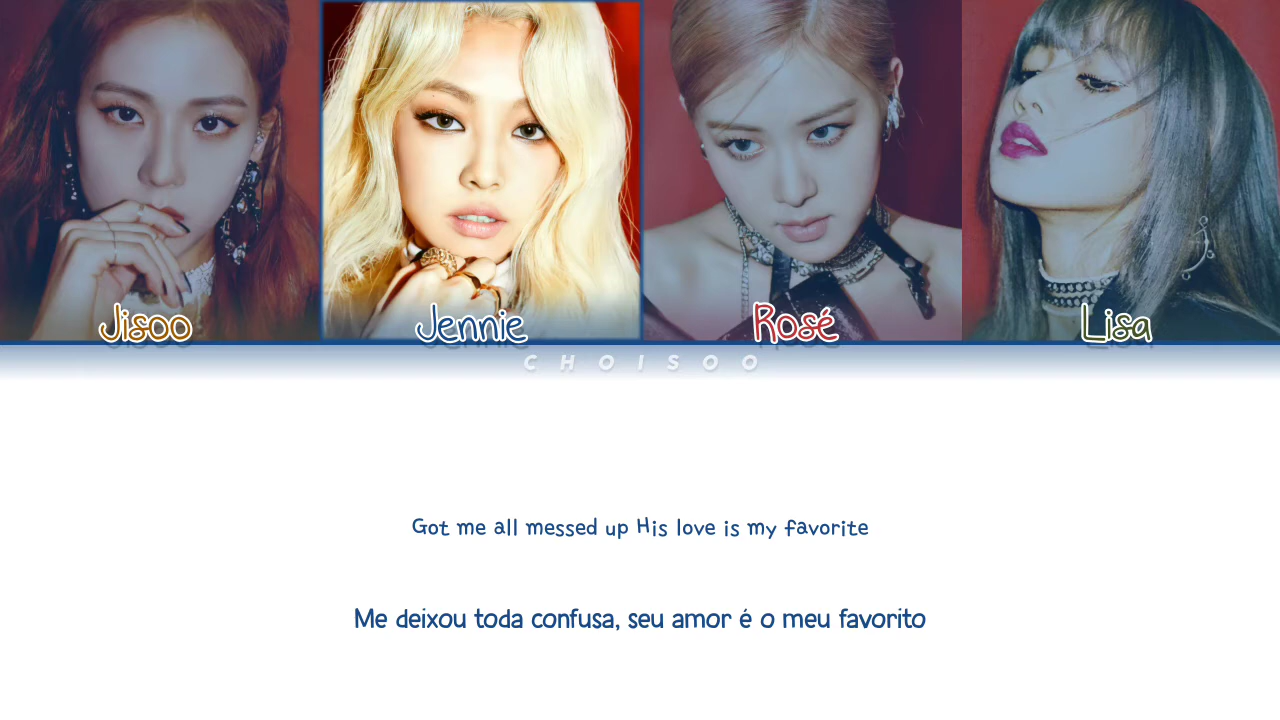 Jisoo Jennie Rosé Lisa
CHOISOO
Got me all messed up His love is my favorite
Me deixou toda confusa, seu amor é o meu favorito